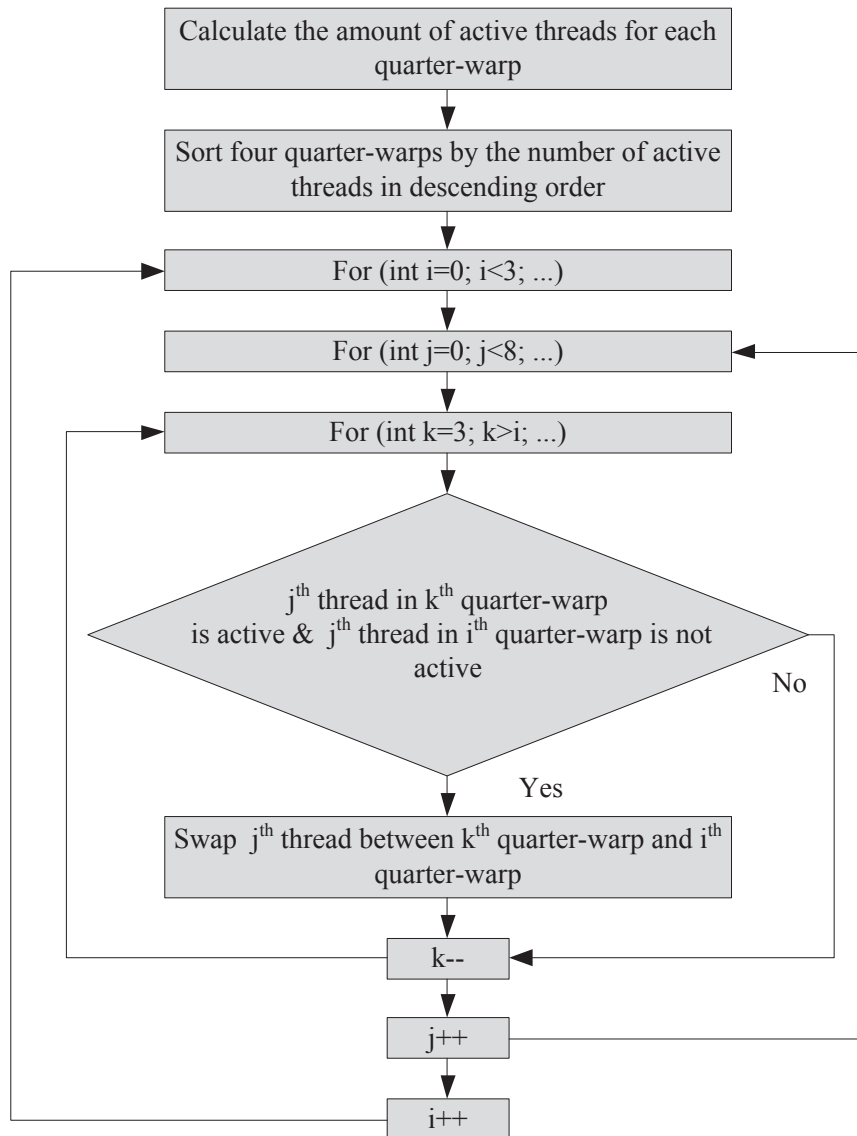 Calculate the amount of active threads for each
quarter-warp
Sort four quarter-warps by the number of active
threads in descending order
For (int i=0; i<3; ...)
For (int j=0; j<8; ...)
For (int k=3; k>i; ...)
jth thread in kth quarter-warp
is active & jth thread in ith quarter-warp is not
active
No
Yes
Swap jth thread between kth quarter-warp and ith
quarter-warp
k--
j++
i++